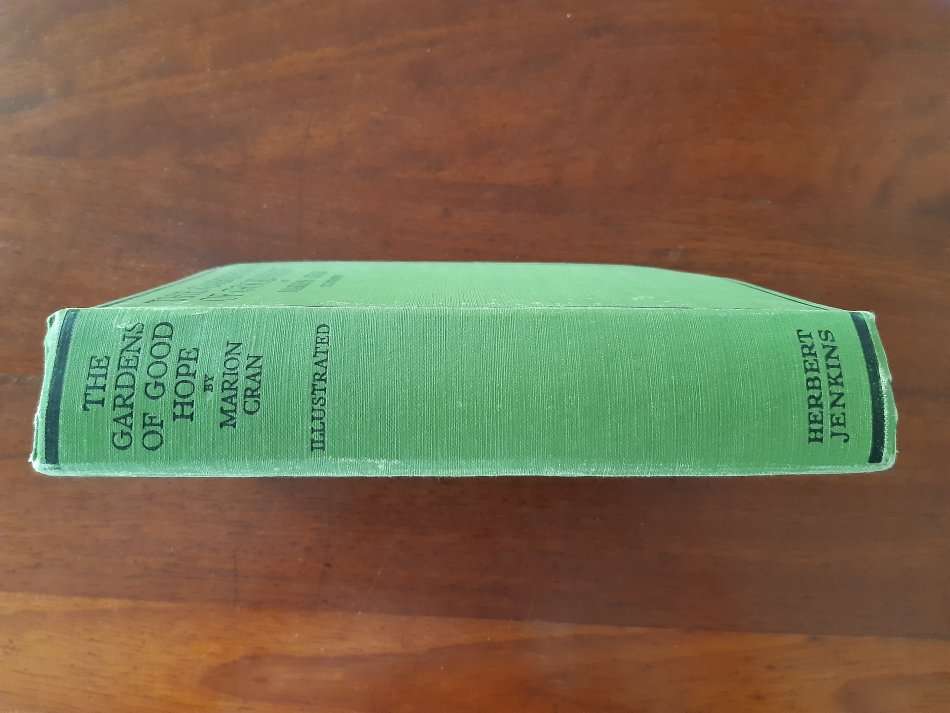 THE
GARDENS
OF GOOD
HOPE
BY
MARION
CRAN
ILLUSTRATED
HERBERT
JENKINS